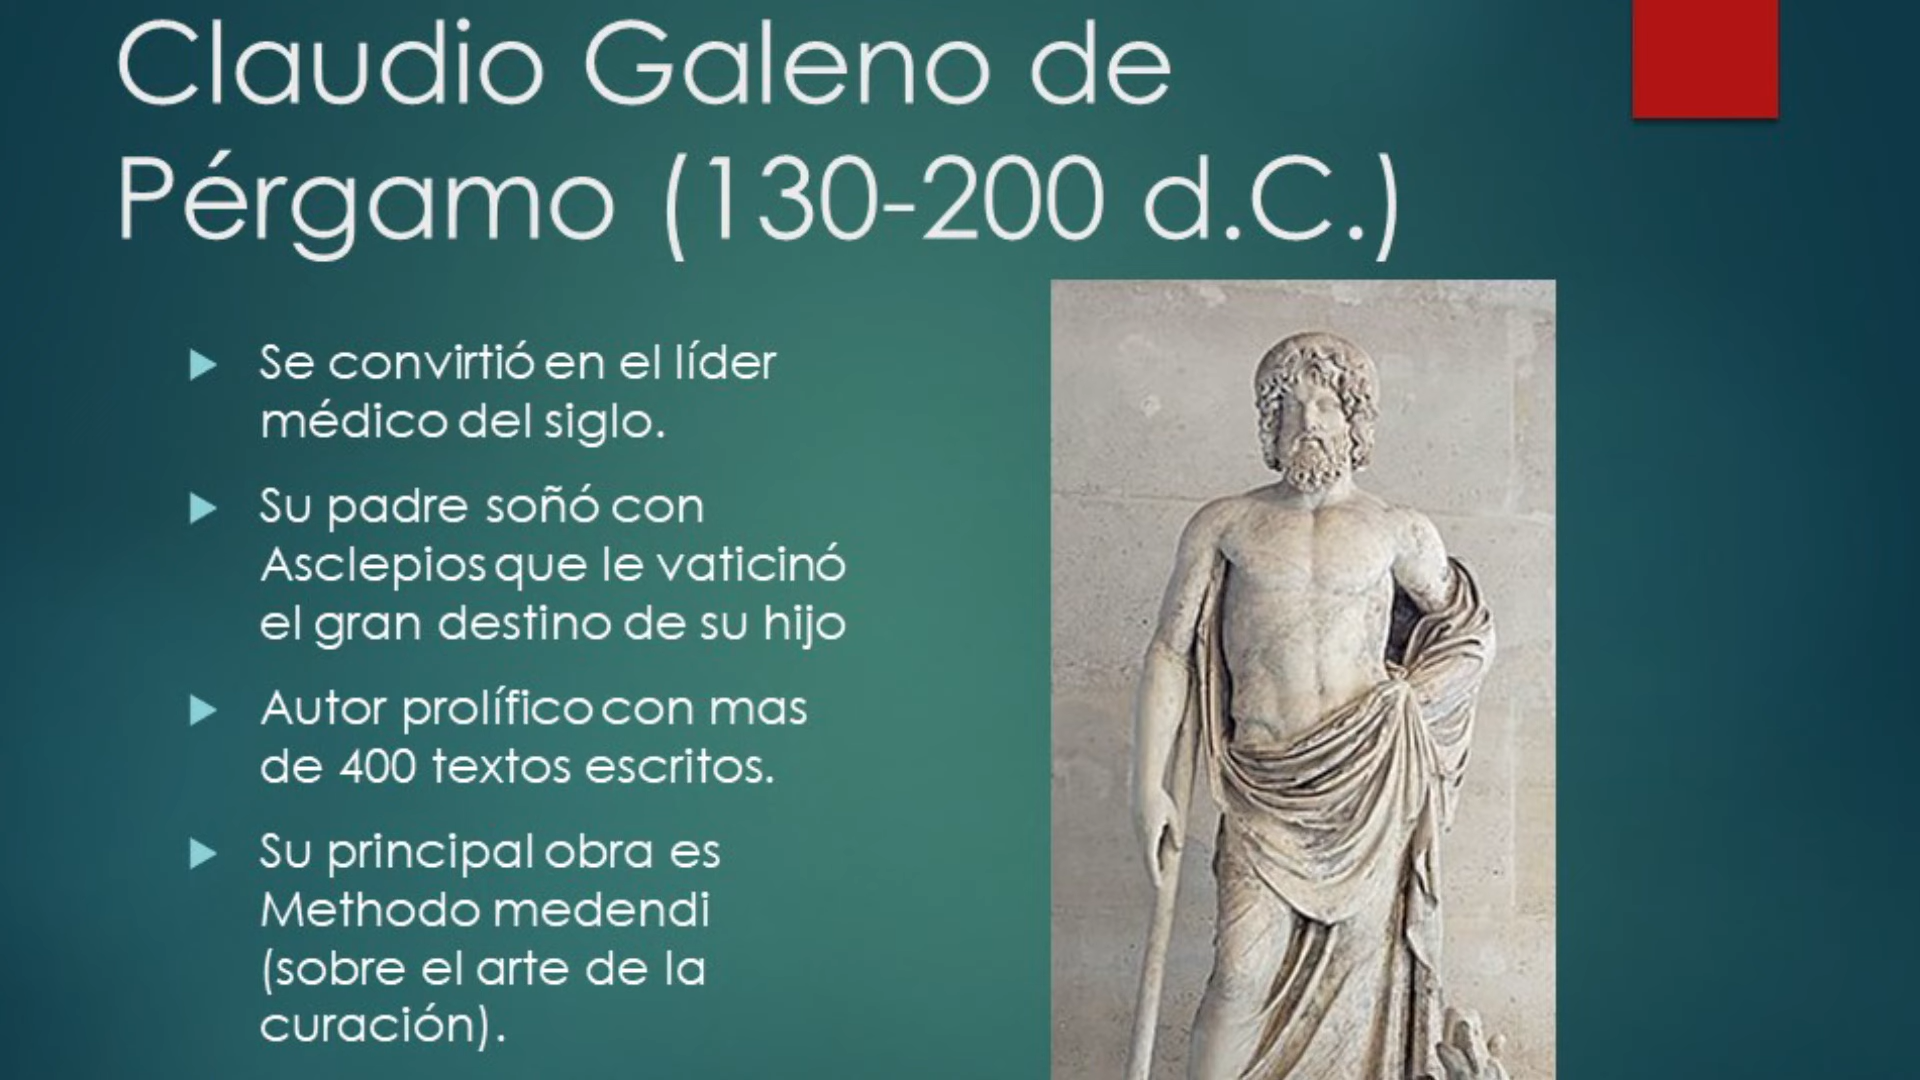 Claudio Galeno de
Pérgamo (130-200 d.C.)
Se convirtió en el líder
médico del siglo.
Su padre soñó con
Asclepios que le vaticinó
el gran destino de su hijo
Autor prolífico con mas
de 400 textos escritos.
Su principal obra es
Methodo medendi
(sobre el arte de la
curación).